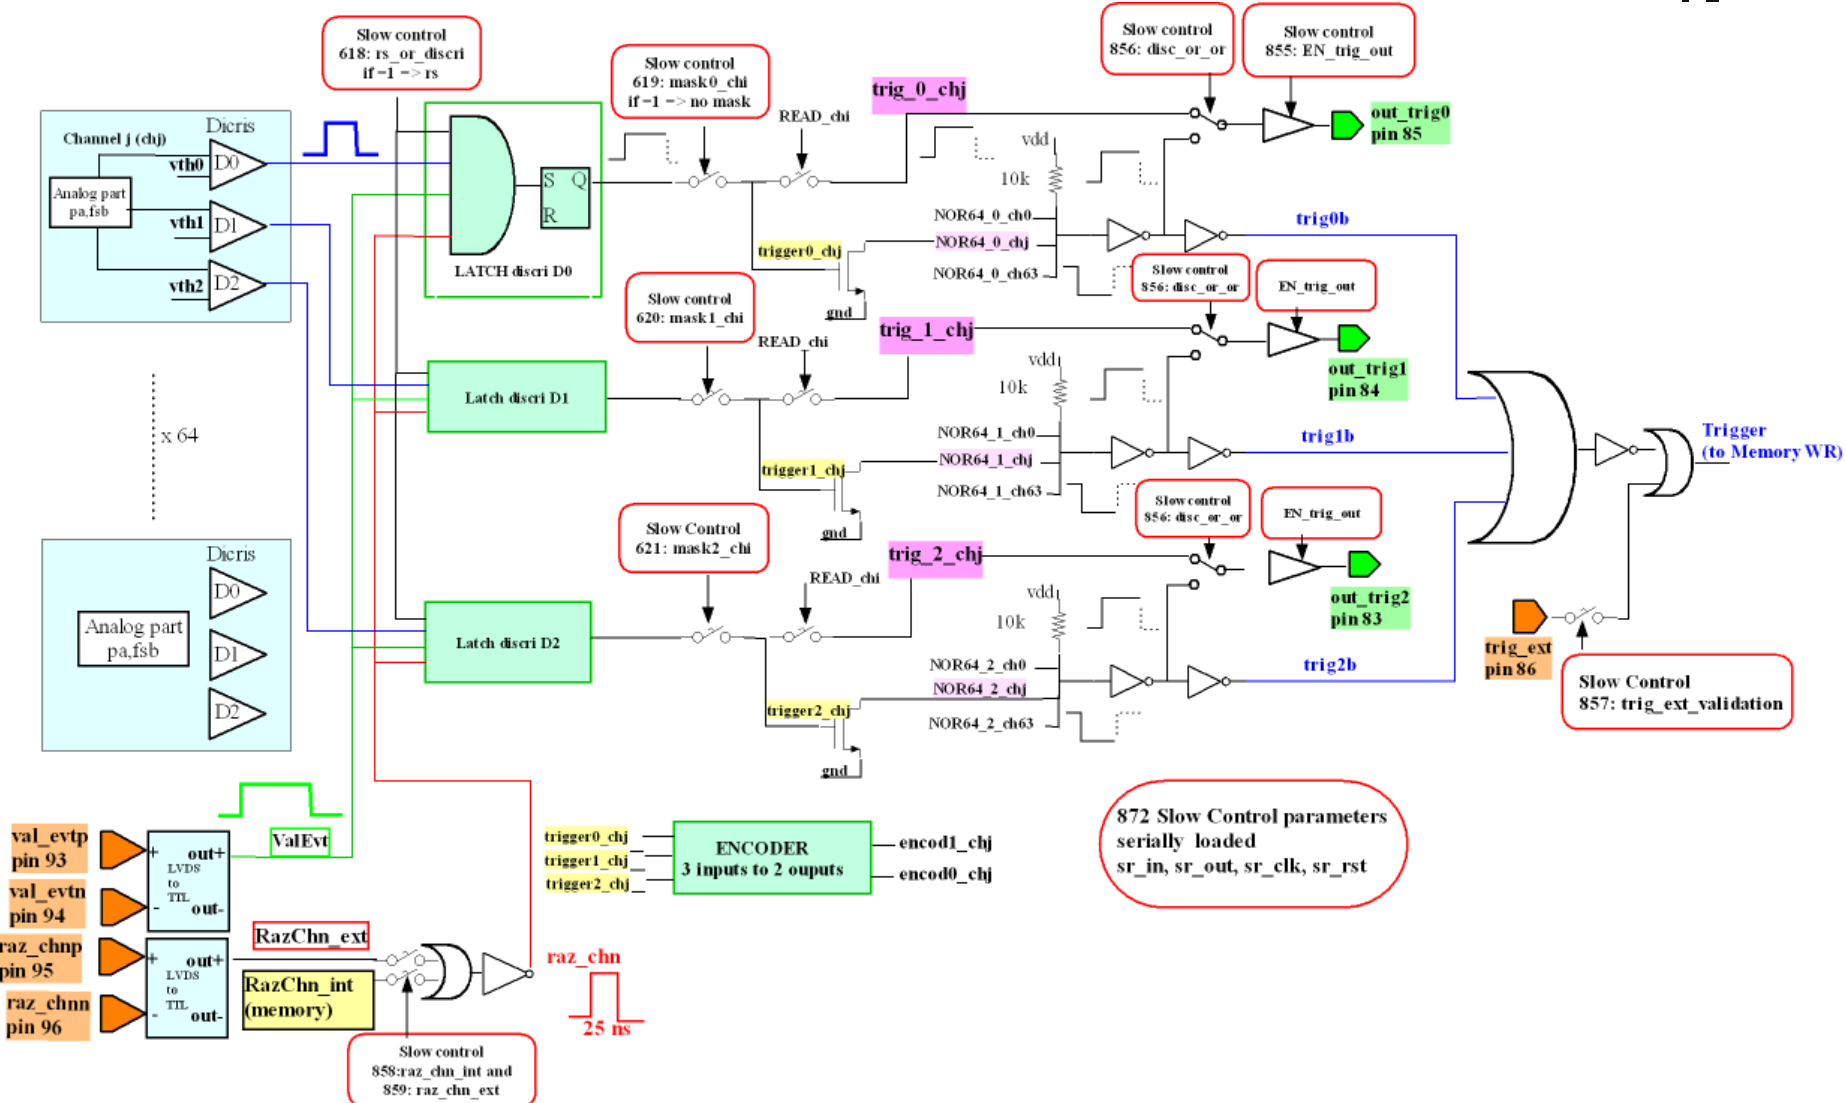 Slow control
618: rs_or_discri
if =1 => rs
Slow control
619: mask0_chi
if =1 => no mask
Slow control
856: disc_or_or
Slow control
855: EN_trig_out
trig_0_chj
READ_chi
out_trig0
pin 85
Channel j (chj)
Dicris
D0
vth0
Analog part
pa,fsb
vth1
D1
vth2
D2
S
Q
R
LATCH discri D0
vdd
10k
NOR64_0_ch0
NOR64_0_chj
NOR64_0_ch63
trigger0_chj
gnd
trig0b
Slow control
856: disc_or_or
EN_trig_out
Slow control
620: mask1_chi
READ_chi
trig_1_chj
out_trig1
pin 84
vdd
10k
Latch discri D1
NOR64_1_ch0
NOR64_1_chj
NOR64_1_ch63
trigger1_chj
gnd
trig1b
x 64
Trigger
(to Memory WR)
Slow control
856: disc_or_or
EN_trig_out
Slow Control
621: mask2_chi
READ_chi
trig_2_chj
out_trig2
pin 83
vdd
10k
Latch discri D2
NOR64_2_ch0
NOR64_2_chj
NOR64_2_ch63
trigger2_chj
gnd
trig2b
trig_ext
pin 86
Slow Control
857: trig_ext_validation
Dicris
D0
Analog part
pa,fsb
D1
D2
val_evtp
pin 93
val_evtn
pin 94
+
out+
LVDS
to
TTL
-
out-
ValEvt
trigger0_chj
trigger1_chj
trigger2_chj
ENCODER
3 inputs to 2 ouputs
encod1_chj
encod0_chj
872 Slow Control parameters
serially loaded
sr_in, sr_out, sr_clk, sr_rst
raz_chnp
pin 95
raz_chnn
pin 96
+
out+
LVDS
to
TTL
-
out-
RazChn_ext
RazChn_int
(memory)
raz_chn
25 ns
Slow control
858:raz_chn_int and
859: raz_chn_ext